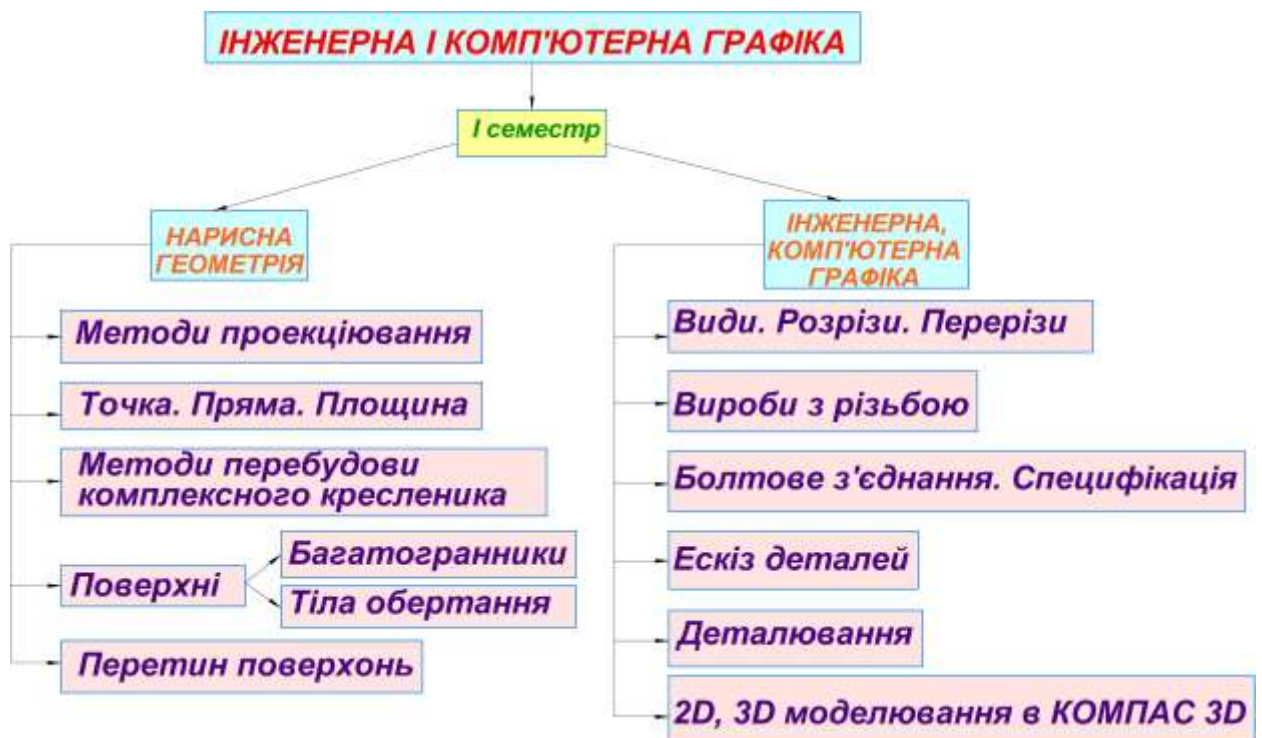 ІНЖЕНЕРНА І КОМП'ЮТЕРНА ГРАФІКА
І семестр
НАРИСНА
ГЕОМЕТРІЯ
Методи проекціювання
Точка. Пряма. Площина
Методи перебудови
комплексного кресленика
Поверхні
Багатогранники
Тіла обертання
Перетин поверхонь
ІНЖЕНЕРНА,
КОМП'ЮТЕРНА
ГРАФІКА
Види. Розрізи. Перерізи
Вироби з різьбою
Болтове з'єднання. Специфікація
Ескіз деталей
Деталювання
2D, 3D моделювання в КОМПАС 3D